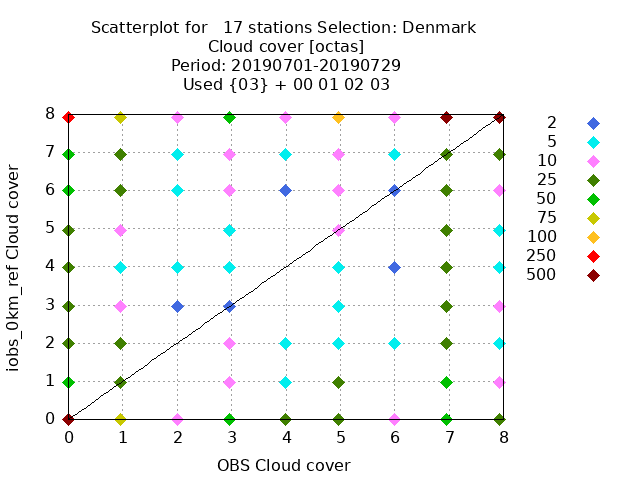 Scatterplot for   17 stations Selection: Denmark
Cloud cover [octas]
Period: 20190701-20190729
Used {03} + 00 01 02 03
iobs_0km_ref Cloud cover
8
7
6
5
4
3
2
1
0
0 1 2 3 4 5 6 7 8
OBS Cloud cover
2
5
10
25
50
75
100
250
500